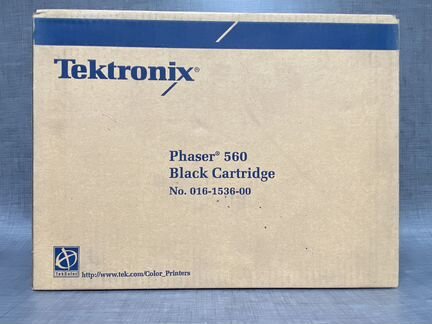 Tektronix®
Phaser® 560
Black Cartridge
No. 016-1536-00
TekColor
http://www.tek.com/Color_Printers